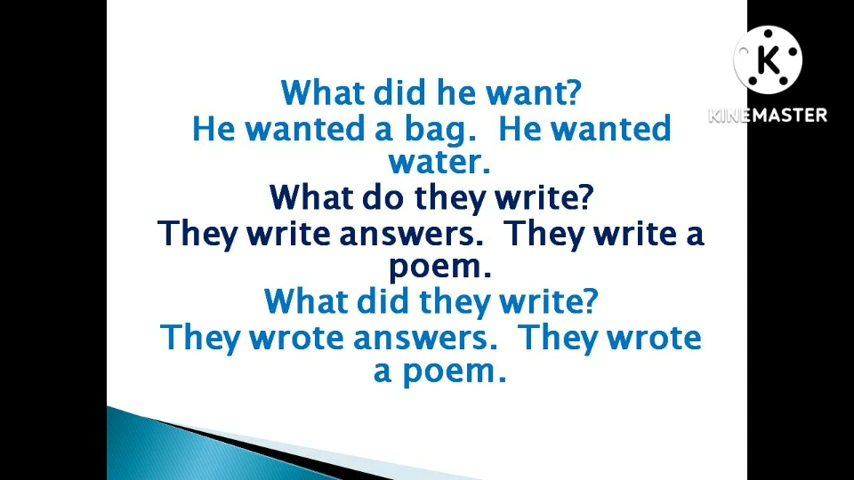 What did he want?
He wanted a bag.  He wanted
water.
What do they write?
They write answers.  They write a
poem.
What did they write?
They wrote answers.  They wrote
a poem.
K
KINEMASTER